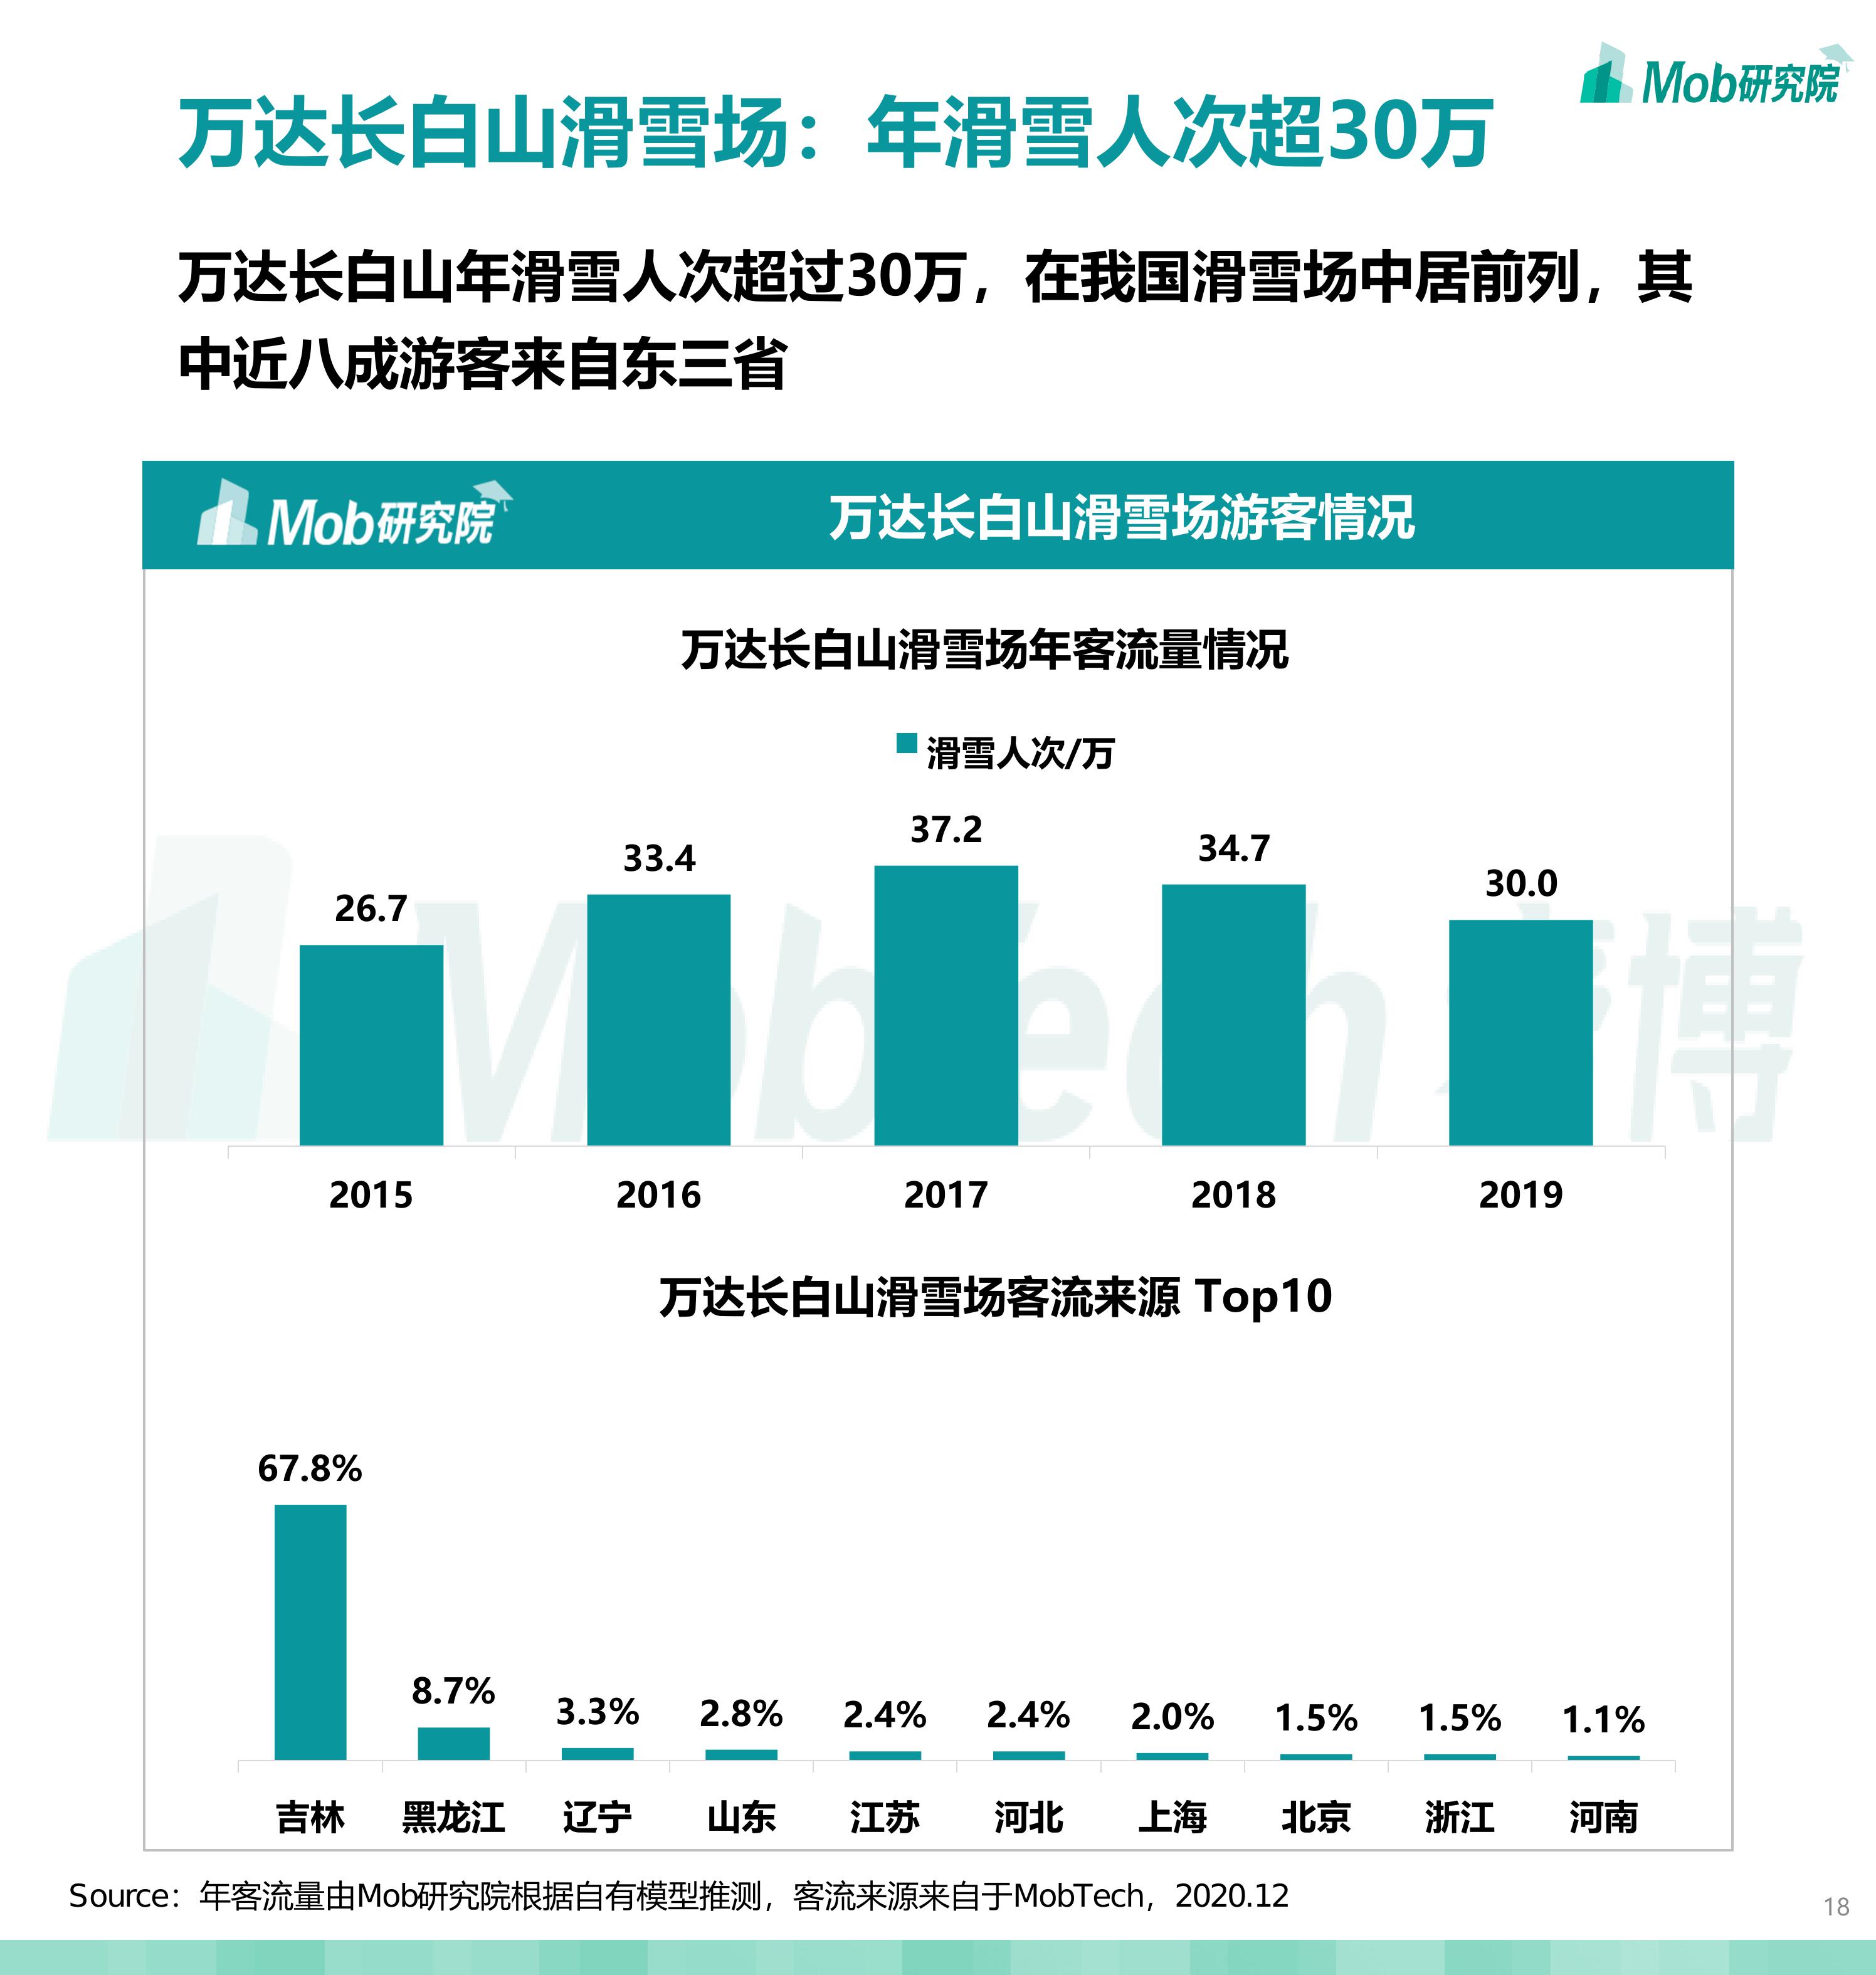 Mob研究院
万达长白山滑雪场：年滑雪人次超30万
万达长白山年滑雪人次超过30万，在我国滑雪场中居前列，其
中近八成游客来自东三省
Mob研究院
万达长白山滑雪场游客情况
万达长白山滑雪场年客流量情况
滑雪人次/万
26.7 33.4 37.2 34.7 30.0
2015 2016 2017 2018 2019
万达长白山滑雪场客流来源 Top10
67.8% 8.7% 3.3% 2.8% 2.4% 2.4% 2.0% 1.5% 1.5% 1.1%
吉林 黑龙江 辽宁 山东 江苏 河北 上海 北京 浙江 河南
Source：年客流量由Mob研究院根据自有模型推测，客流来源来自于MobTech，2020.12
18